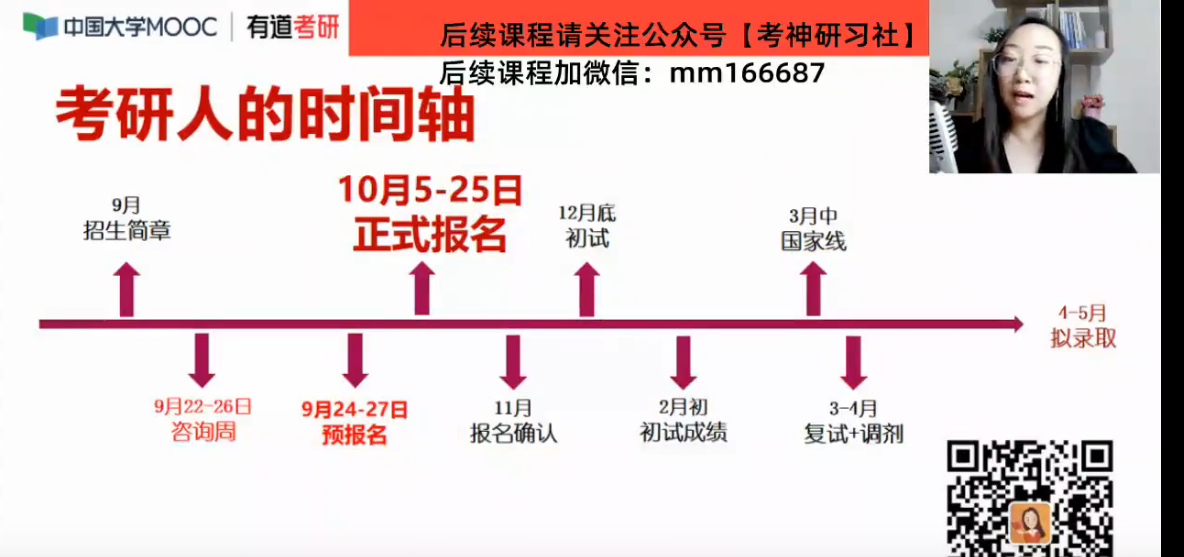 中国大学MOOC 有道考研
后续课程请关注公众号【考神研习社】
后续课程加微信：mm166687
考研人的时间轴
9月
招生简章
10月5-25日
正式报名
12月底
初试
3月中
国家线
4-5月
拟录取
9月22-26日
咨询周
9月24-27日
预报名
11月
报名确认
2月初
初试成绩
3-4月
复试+调剂